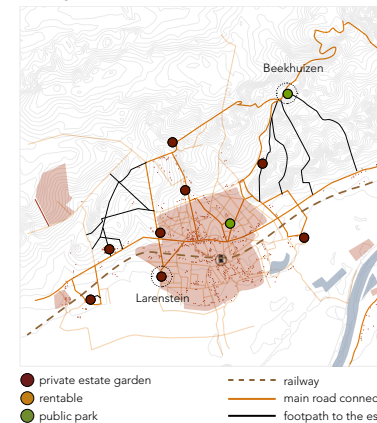 Beekhuizen
Larenstein
private estate garden
rentable
public park
railway
main road connec
footpath to the es